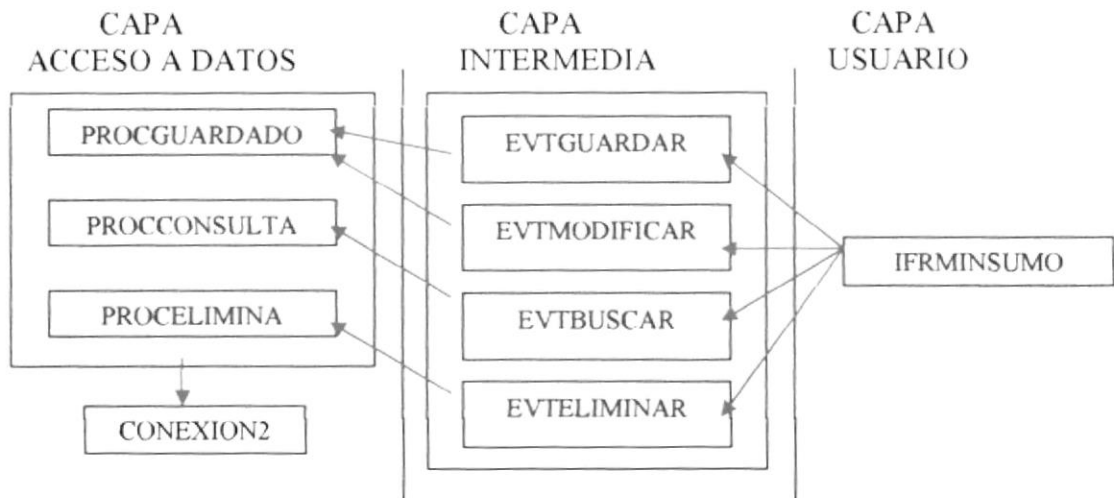 CAPA
ACCESO A DATOS
CAPA
INTERMEDIA
CAPA
USUARIO
PROCGUARDADO
PROCCONSULTA
PROCELIMINA
CONEXION2
EVTGUARDAR
EVTMODIFICAR
EVTBUSCAR
EVTELIMINAR
IFRMINSUMO